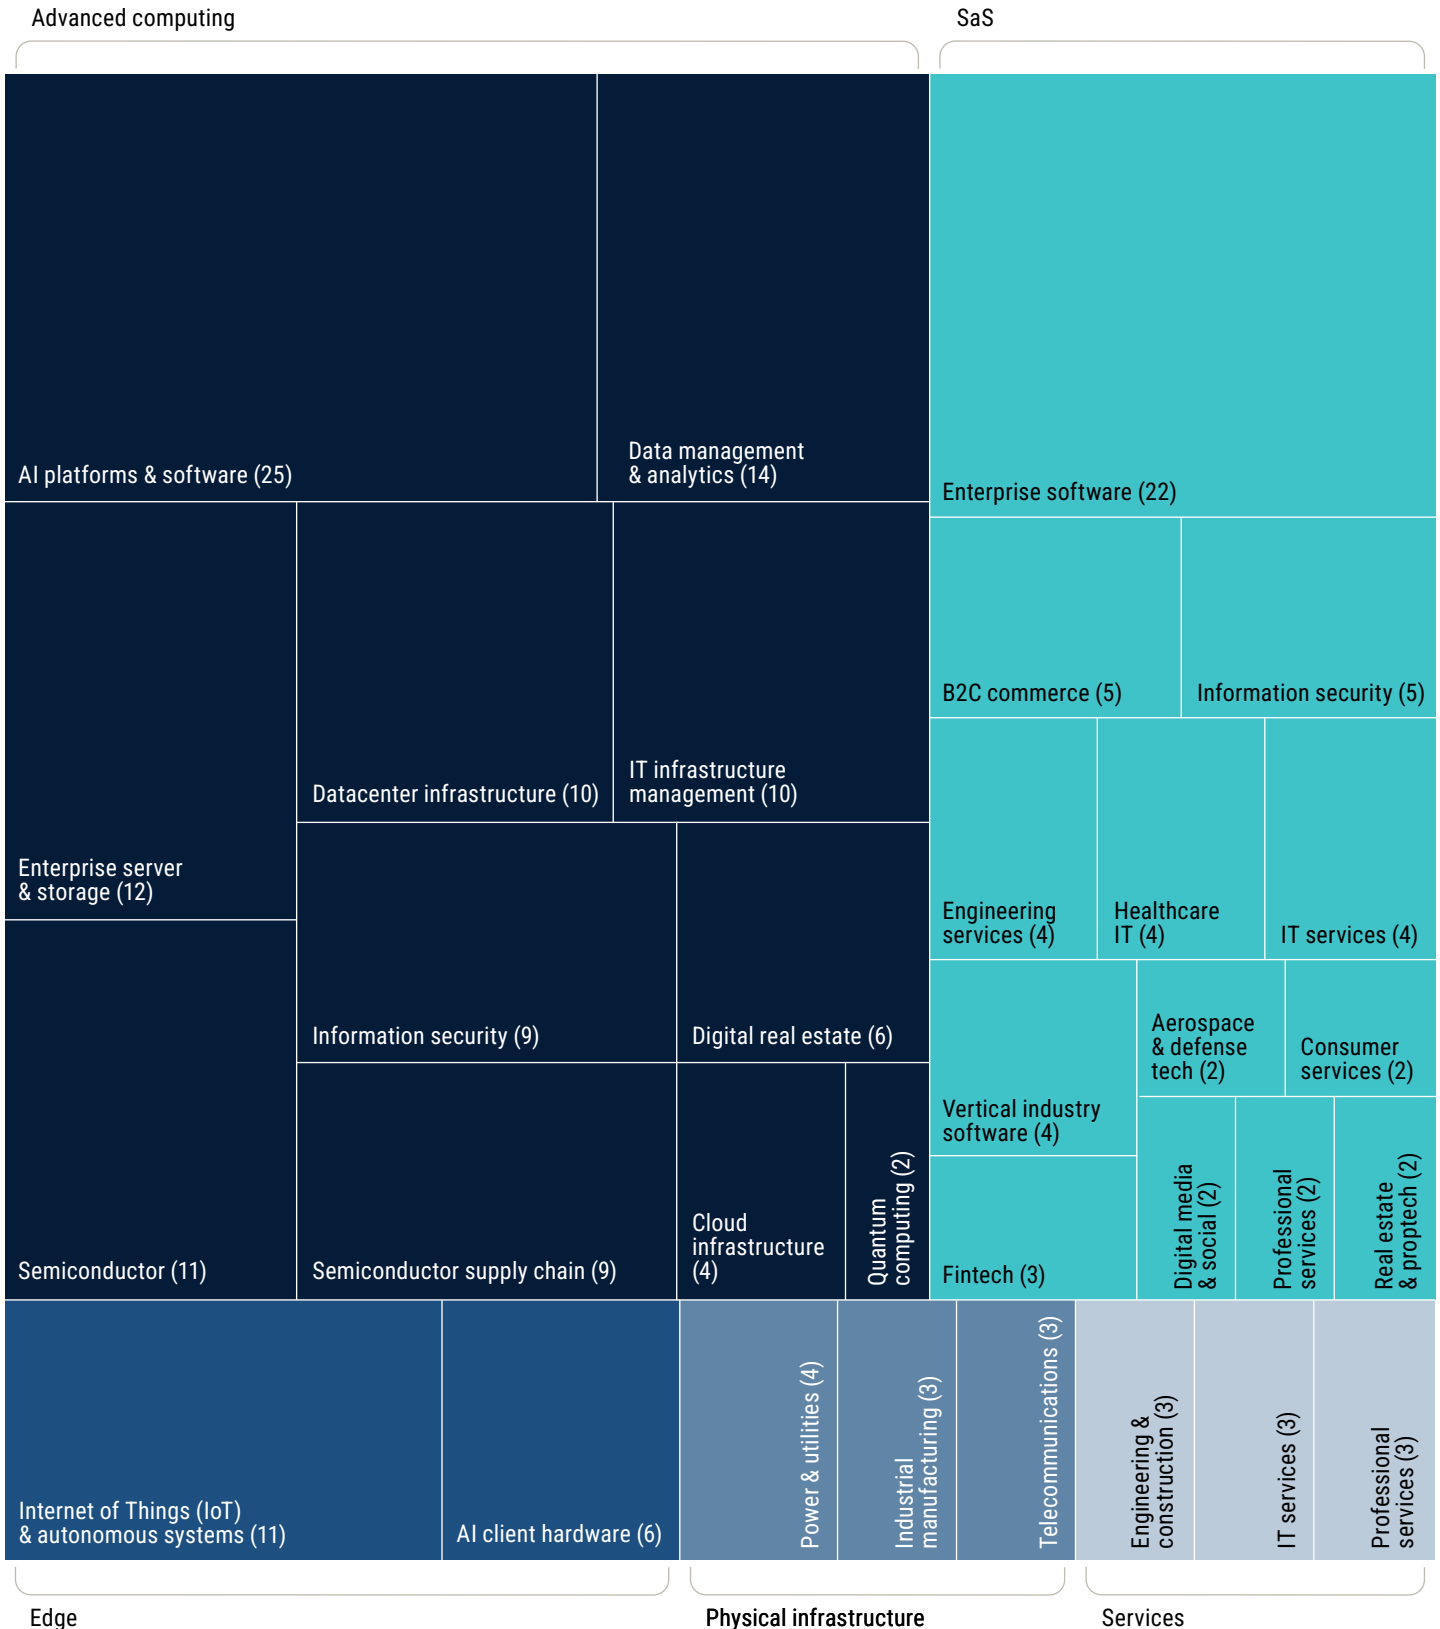 Advanced computing
SaS
AI platforms & software (25)
Data management
& analytics (14)
Enterprise software (22)
B2C commerce (5)
Information security (5)
Enterprise server
& storage (12)
Datacenter infrastructure (10)
IT infrastructure
management (10)
Engineering
services (4)
Healthcare
IT (4)
IT services (4)
Information security (9)
Digital real estate (6)
Vertical industry
software (4)
Aerospace
& defense
tech (2)
Consumer
services (2)
Semiconductor (11)
Semiconductor supply chain (9)
Cloud
infrastructure
(4)
Quantum
computing (2)
Fintech (3)
Digital media
& social (2)
Professional
services (2)
Real estate
& proptech (2)
Internet of Things (IoT)
& autonomous systems (11)
AI client hardware (6)
Power & utilities (4)
Industrial
manufacturing (3)
Telecommunications (3)
Engineering &
construction (3)
IT services (3)
Professional
services (3)
Edge
Physical infrastructure
Services